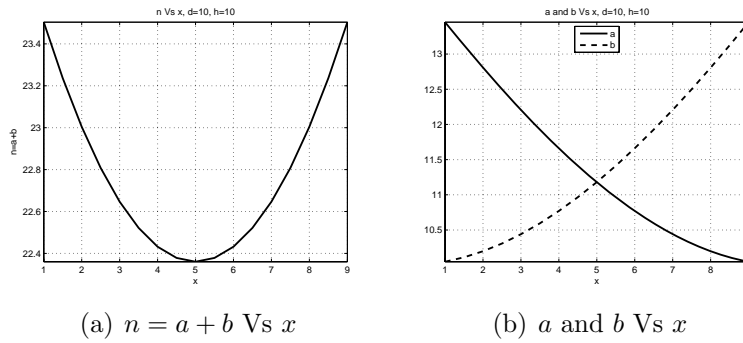 n Vs x, d=10, h=10
23.4
23.2
23
22.8
22.6
22.4
n=a+b
1 2 3 4 5 6 7 8 9
x
(a) n = a + b Vs x
a and b Vs x, d=10, h=10
a
b
13
12.5
12
11.5
11
10.5
1 2 3 4 5 6 7 8
x
(b) a and b Vs x